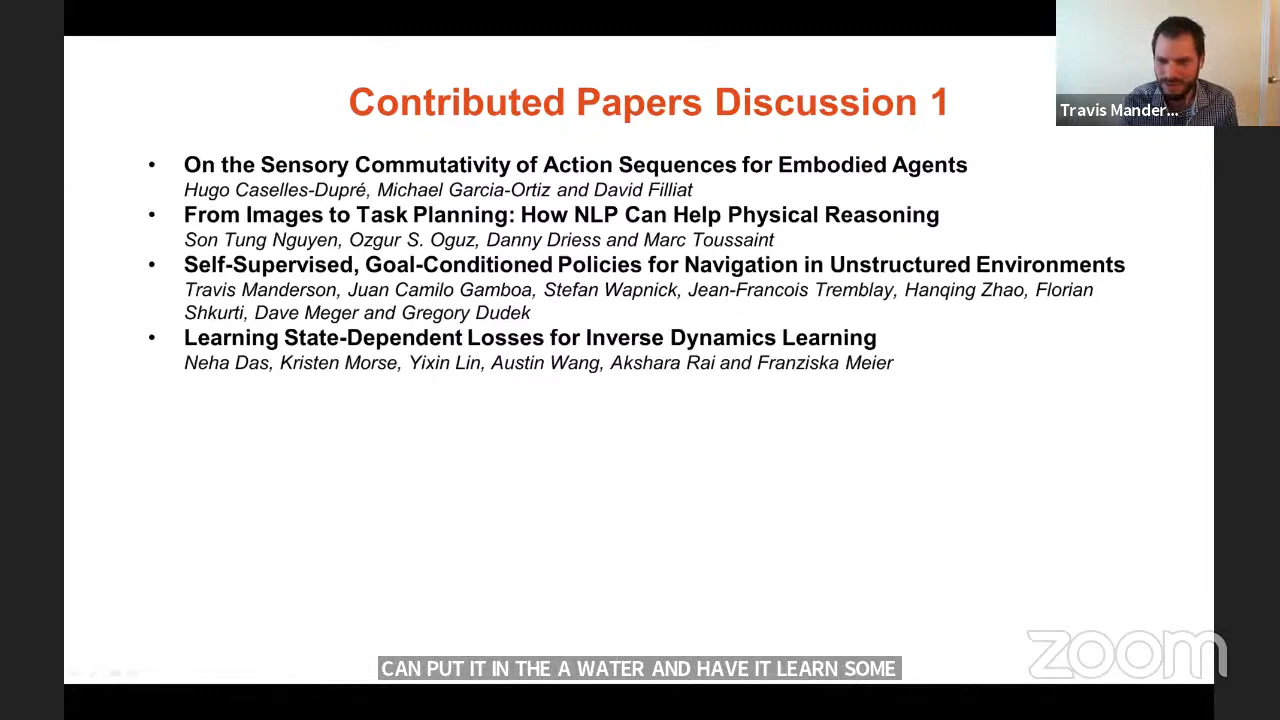 Contributed Papers Discussion 1
Travis Mander...
• On the Sensory Commutativity of Action Sequences for Embodied Agents
Hugo Caselles-Dupré, Michael Garcia-Ortiz and David Filliat
• From Images to Task Planning: How NLP Can Help Physical Reasoning
Son Tung Nguyen, Ozgur S. Oguz, Danny Driess and Marc Toussaint
• Self-Supervised, Goal-Conditioned Policies for Navigation in Unstructured Environments
Travis Manderson, Juan Camilo Gamboa, Stefan Wapnick, Jean-Francois Tremblay, Hanqing Zhao, Florian
Shkurti, Dave Meger and Gregory Dudek
• Learning State-Dependent Losses for Inverse Dynamics Learning
Neha Das, Kristen Morse, Yixin Lin, Austin Wang, Akshara Rai and Franziska Meier
zoom
CAN PUT IT IN THE A WATER AND HAVE IT LEARN SOME